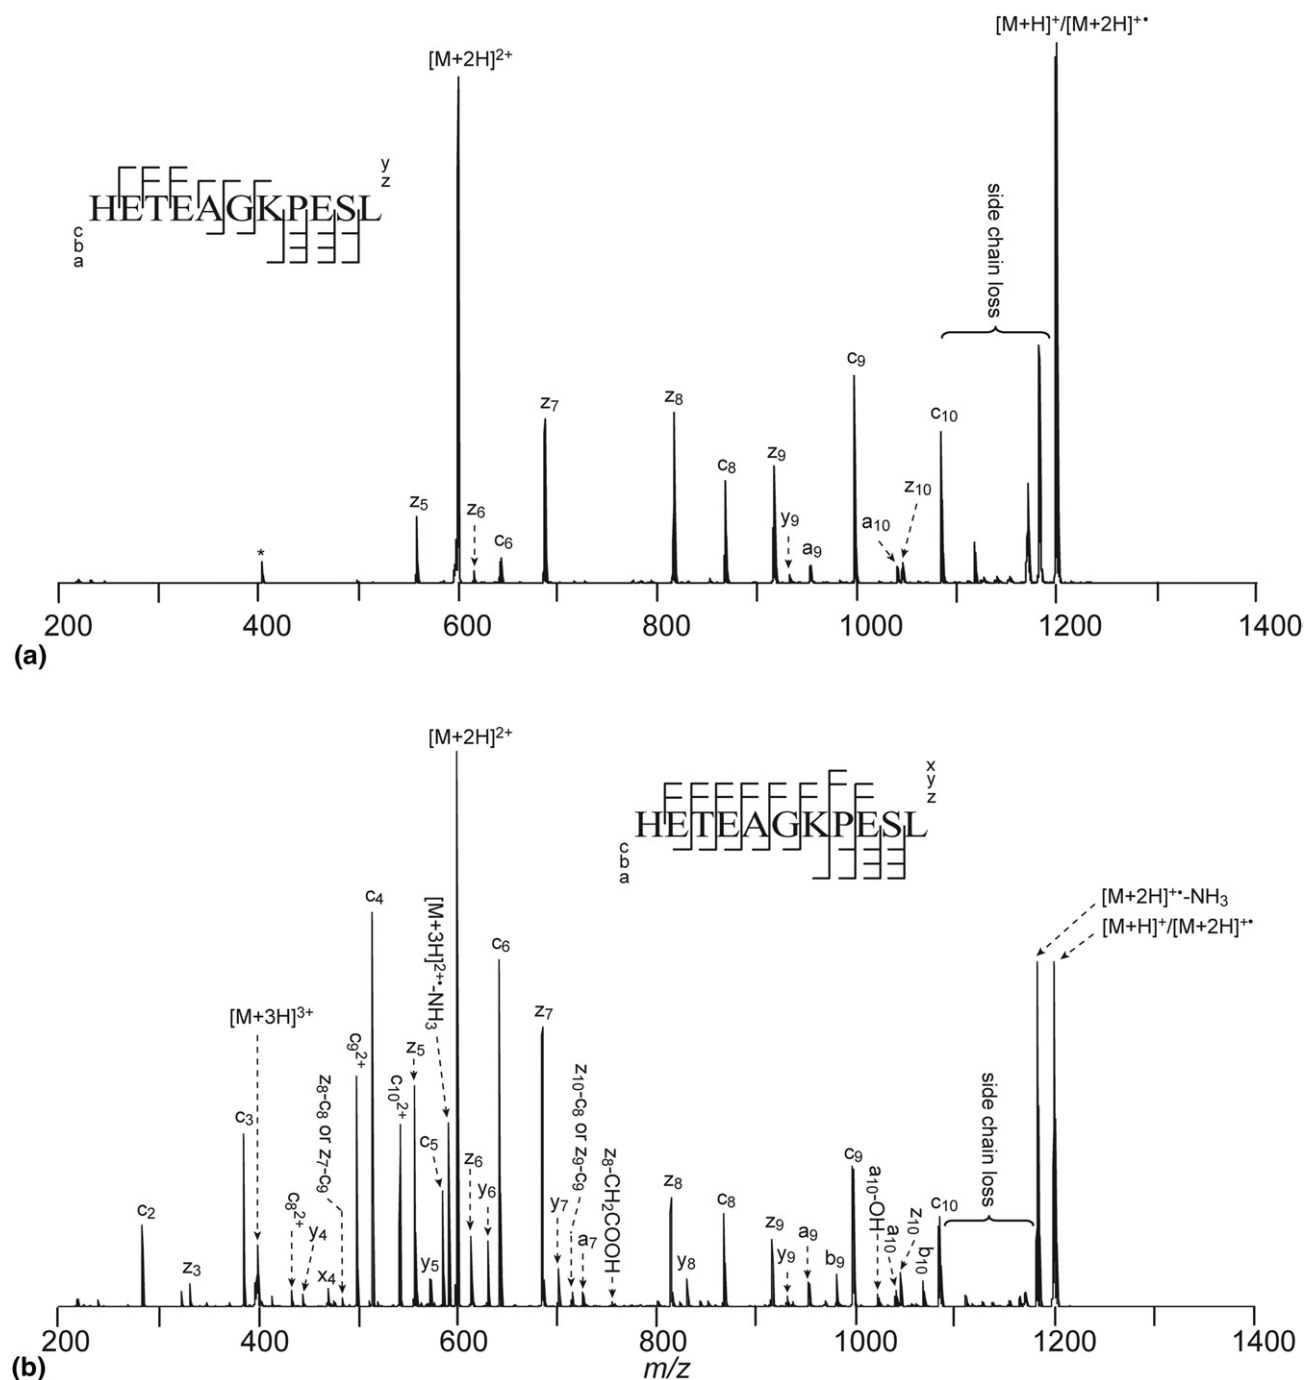 [M+H]⁺/[M+2H]⁺•
[M+2H]²⁺
y
z
HETEAGKPESL
c
b
a
side chain loss
*
z₅
z₆
c₆
z₇
z₈
c₈
z₉
y₉
a₉
c₉
a₁₀
z₁₀
c₁₀
200 400 600 800 1000 1200 1400
(a)
[M+2H]²⁺
x
y
z
HETEAGKPESL
c
b
a
[M+2H]⁺•-NH₃
[M+H]⁺/[M+2H]⁺•
c₂
z₃
c₃
[M+3H]³⁺
c₈²⁺
y₄
x₄
z₈-c₈ or z₇-c₉
c₉²⁺
c₄
c₁₀²⁺
z₅
y₅
c₅
[M+3H]²⁺•-NH₃
z₆
y₆
c₆
z₇
y₇
z₁₀-c₈ or z₉-c₉
a₇
z₈-CH₂COOH
z₈
y₈
c₈
z₉
y₉
a₉
b₉
c₉
a₁₀-OH
a₁₀
z₁₀
b₁₀
c₁₀
side chain loss
200 400 600 800 1000 1200 1400
(b)
m/z